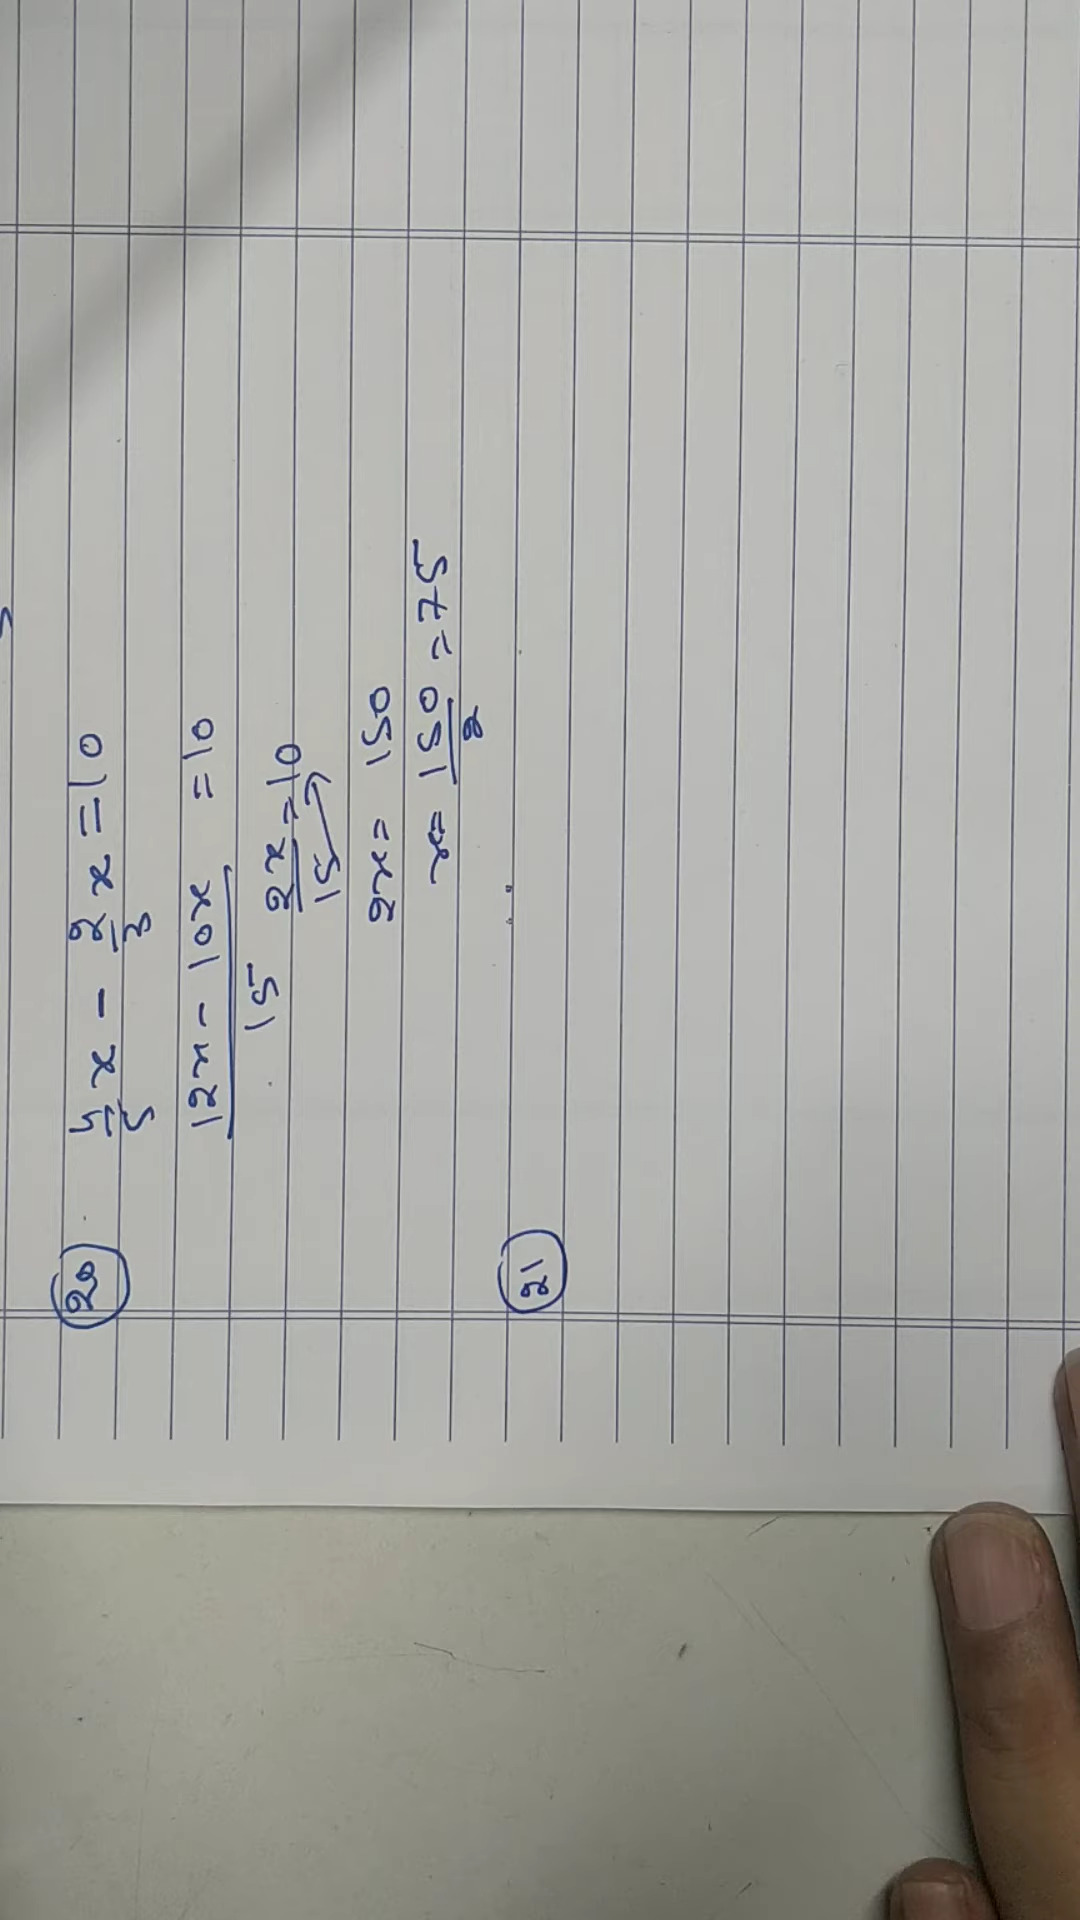 20 4/5 x - 2/3 x = 10
12x - 10x / 15 = 10
2x / 15 = 10
2x = 150
x = 150 / 2 = 75
21